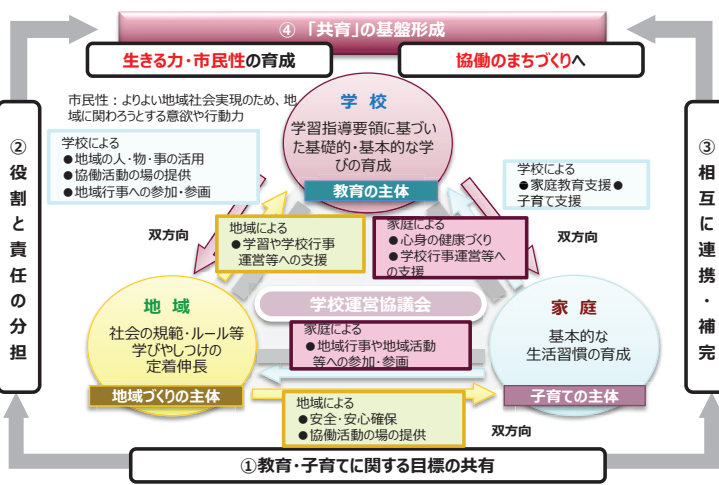 ④「共育」の基盤形成
生きる力・市民性の育成
協働のまちづくりへ
市民性：よりよい地域社会実現のため、地
域に関わろうとする意欲や行動力
学校
学習指導要領に基づい
た基礎的・基本的な学
びの育成
教育の主体
②役割と責任の分担
③相互に連携・補完
学校による
●地域の人・物・事の活用
●協働活動の場の提供
●地域行事への参加・参画
学校による
●家庭教育支援●
子育て支援
双方向
地域による
●学習や学校行事
運営等への支援
家庭による
●心身の健康づくり
●学校行事運営等へ
の支援
双方向
学校運営協議会
地域
社会の規範・ルール等
学びやしつけの
定着伸長
地域づくりの主体
家庭による
●地域行事や地域活動
等への参加・参画
家庭
基本的な
生活習慣の育成
子育ての主体
地域による
●安全・安心確保
●協働活動の場の提供
双方向
①教育・子育てに関する目標の共有